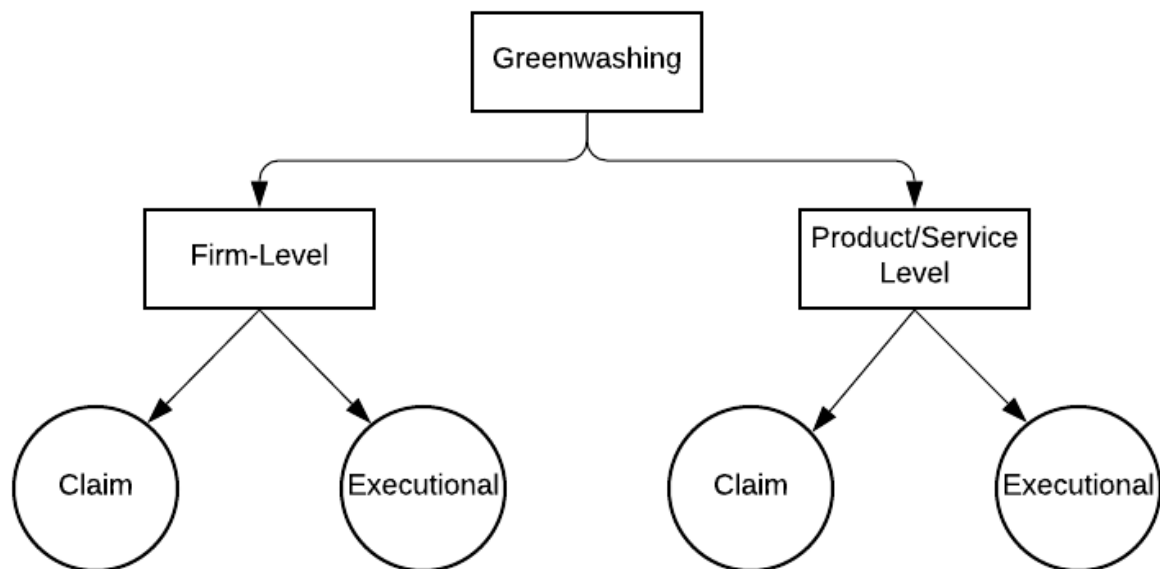 Greenwashing
Firm-Level
Product/Service
Level
Claim
Executional
Claim
Executional